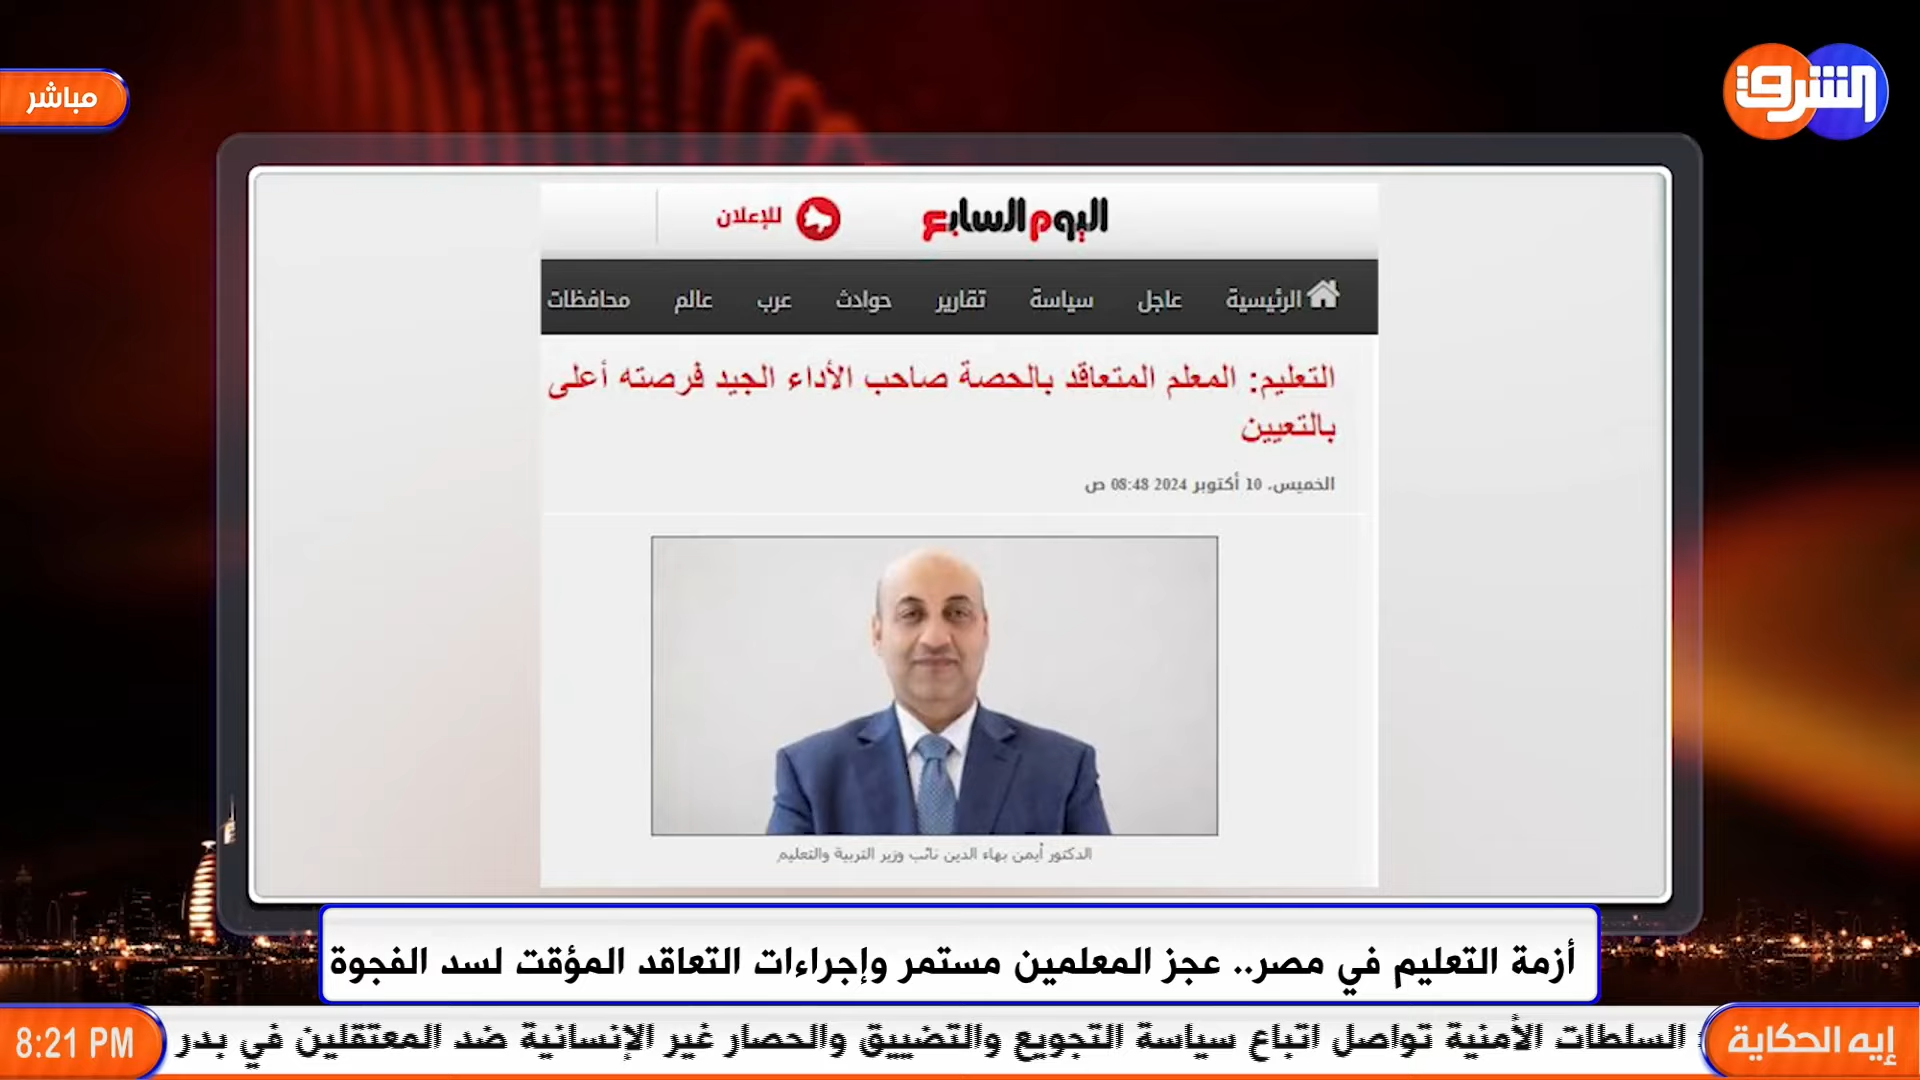 مباشر
الشرق
اليوم السابع
للإعلان
الرئيسية عاجل سياسة تقارير حوادث عرب عالم محافظات
التعليم: المعلم المتعاقد بالحصة صاحب الأداء الجيد فرصته أعلى
بالتعيين
الخميس، 10 أكتوبر 2024 08:48 ص
الدكتور أيمن بهاء الدين نائب وزير التربية والتعليم
أزمة التعليم في مصر.. عجز المعلمين مستمر وإجراءات التعاقد المؤقت لسد الفجوة
إيه الحكاية
السلطات الأمنية تواصل اتباع سياسة التجويع والتضييق والحصار غير الإنسانية ضد المعتقلين في بدر
8:21 PM